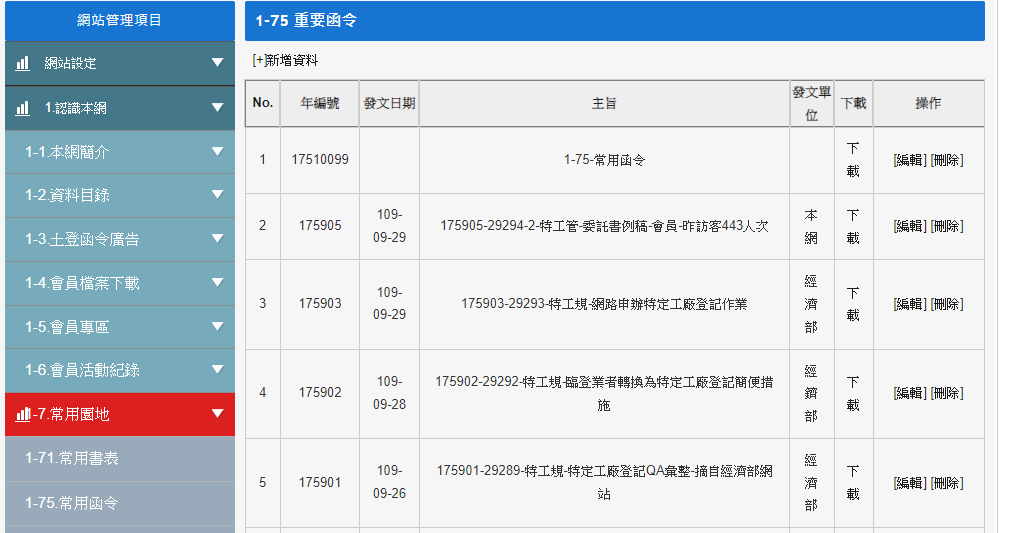 網站管理項目
網站設定
1.認識本網
1-1.本網簡介
1-2.資料目錄
1-3.土登函令廣告
1-4.會員檔案下載
1-5.會員專區
1-6.會員活動紀錄
1-7.常用園地
1-71.常用書表
1-75.常用函令
1-75 重要函令
[+]新增資料
No. 年編號 發文日期 主旨 發文單
位 下載 操作
1 17510099 1-75-常用函令 下
載 [編輯] [刪除]
2 175905 109-
09-29 175905-29294-2-特工管-委託書例稿-會員-昨訪客443人次 本
網 下
載 [編輯] [刪除]
3 175903 109-
09-29 175903-29293-特工規-網路申辦特定工廠登記作業 經
濟
部 下
載 [編輯] [刪除]
4 175902 109-
09-28 175902-29292-特工規-臨登業者轉換為特定工廠登記簡便措
施 經
濟
部 下
載 [編輯] [刪除]
5 175901 109-
09-26 175901-29289-特工規-特定工廠登記QA彙整-摘自經濟部網
站 經
濟
部 下
載 [編輯] [刪除]